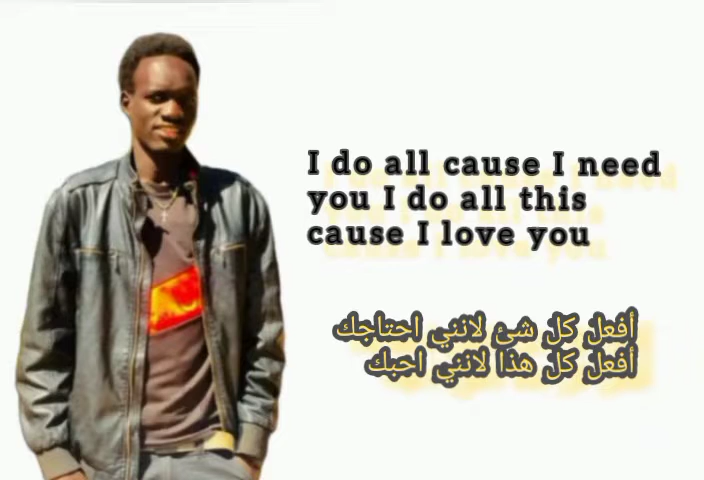 I do all cause I need
you I do all this
cause I love you
أفعل كل شئ لانني احتاجك
أفعل كل هذا لانني احبك